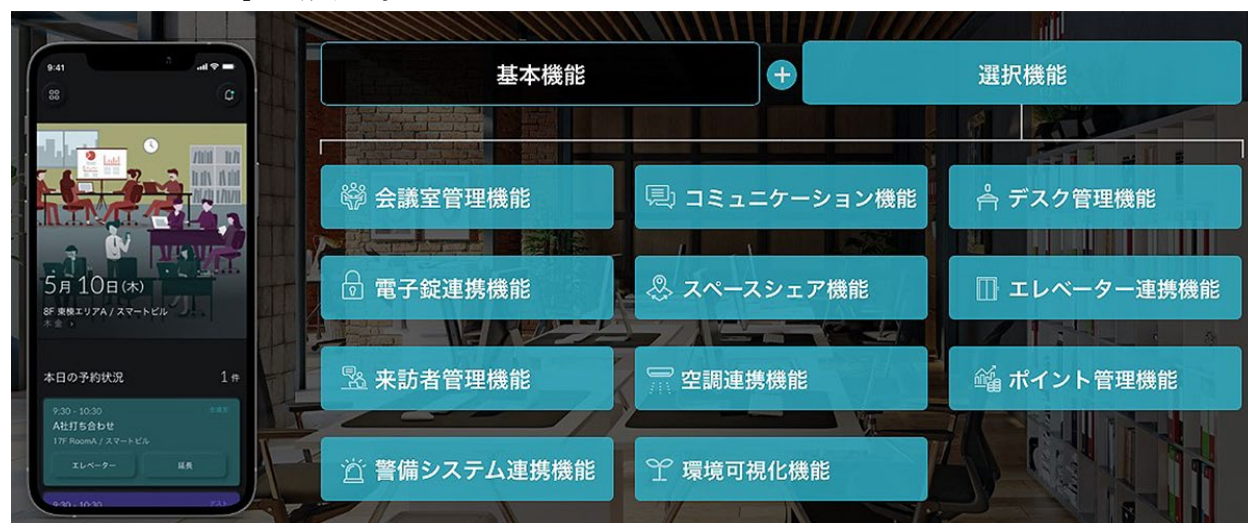 9:41
5月10日(木)
8F 東棟エリアA / スマートビル
木金
本日の予約状況
1件
9:30 - 10:30
会議室
A社打ち合わせ
17F RoomA / スマートビル
エレベーター
延長
9:30 - 10:30
デスク
基本機能
+
選択機能
会議室管理機能
コミュニケーション機能
デスク管理機能
電子錠連携機能
スペースシェア機能
エレベーター連携機能
来訪者管理機能
空調連携機能
ポイント管理機能
警備システム連携機能
環境可視化機能